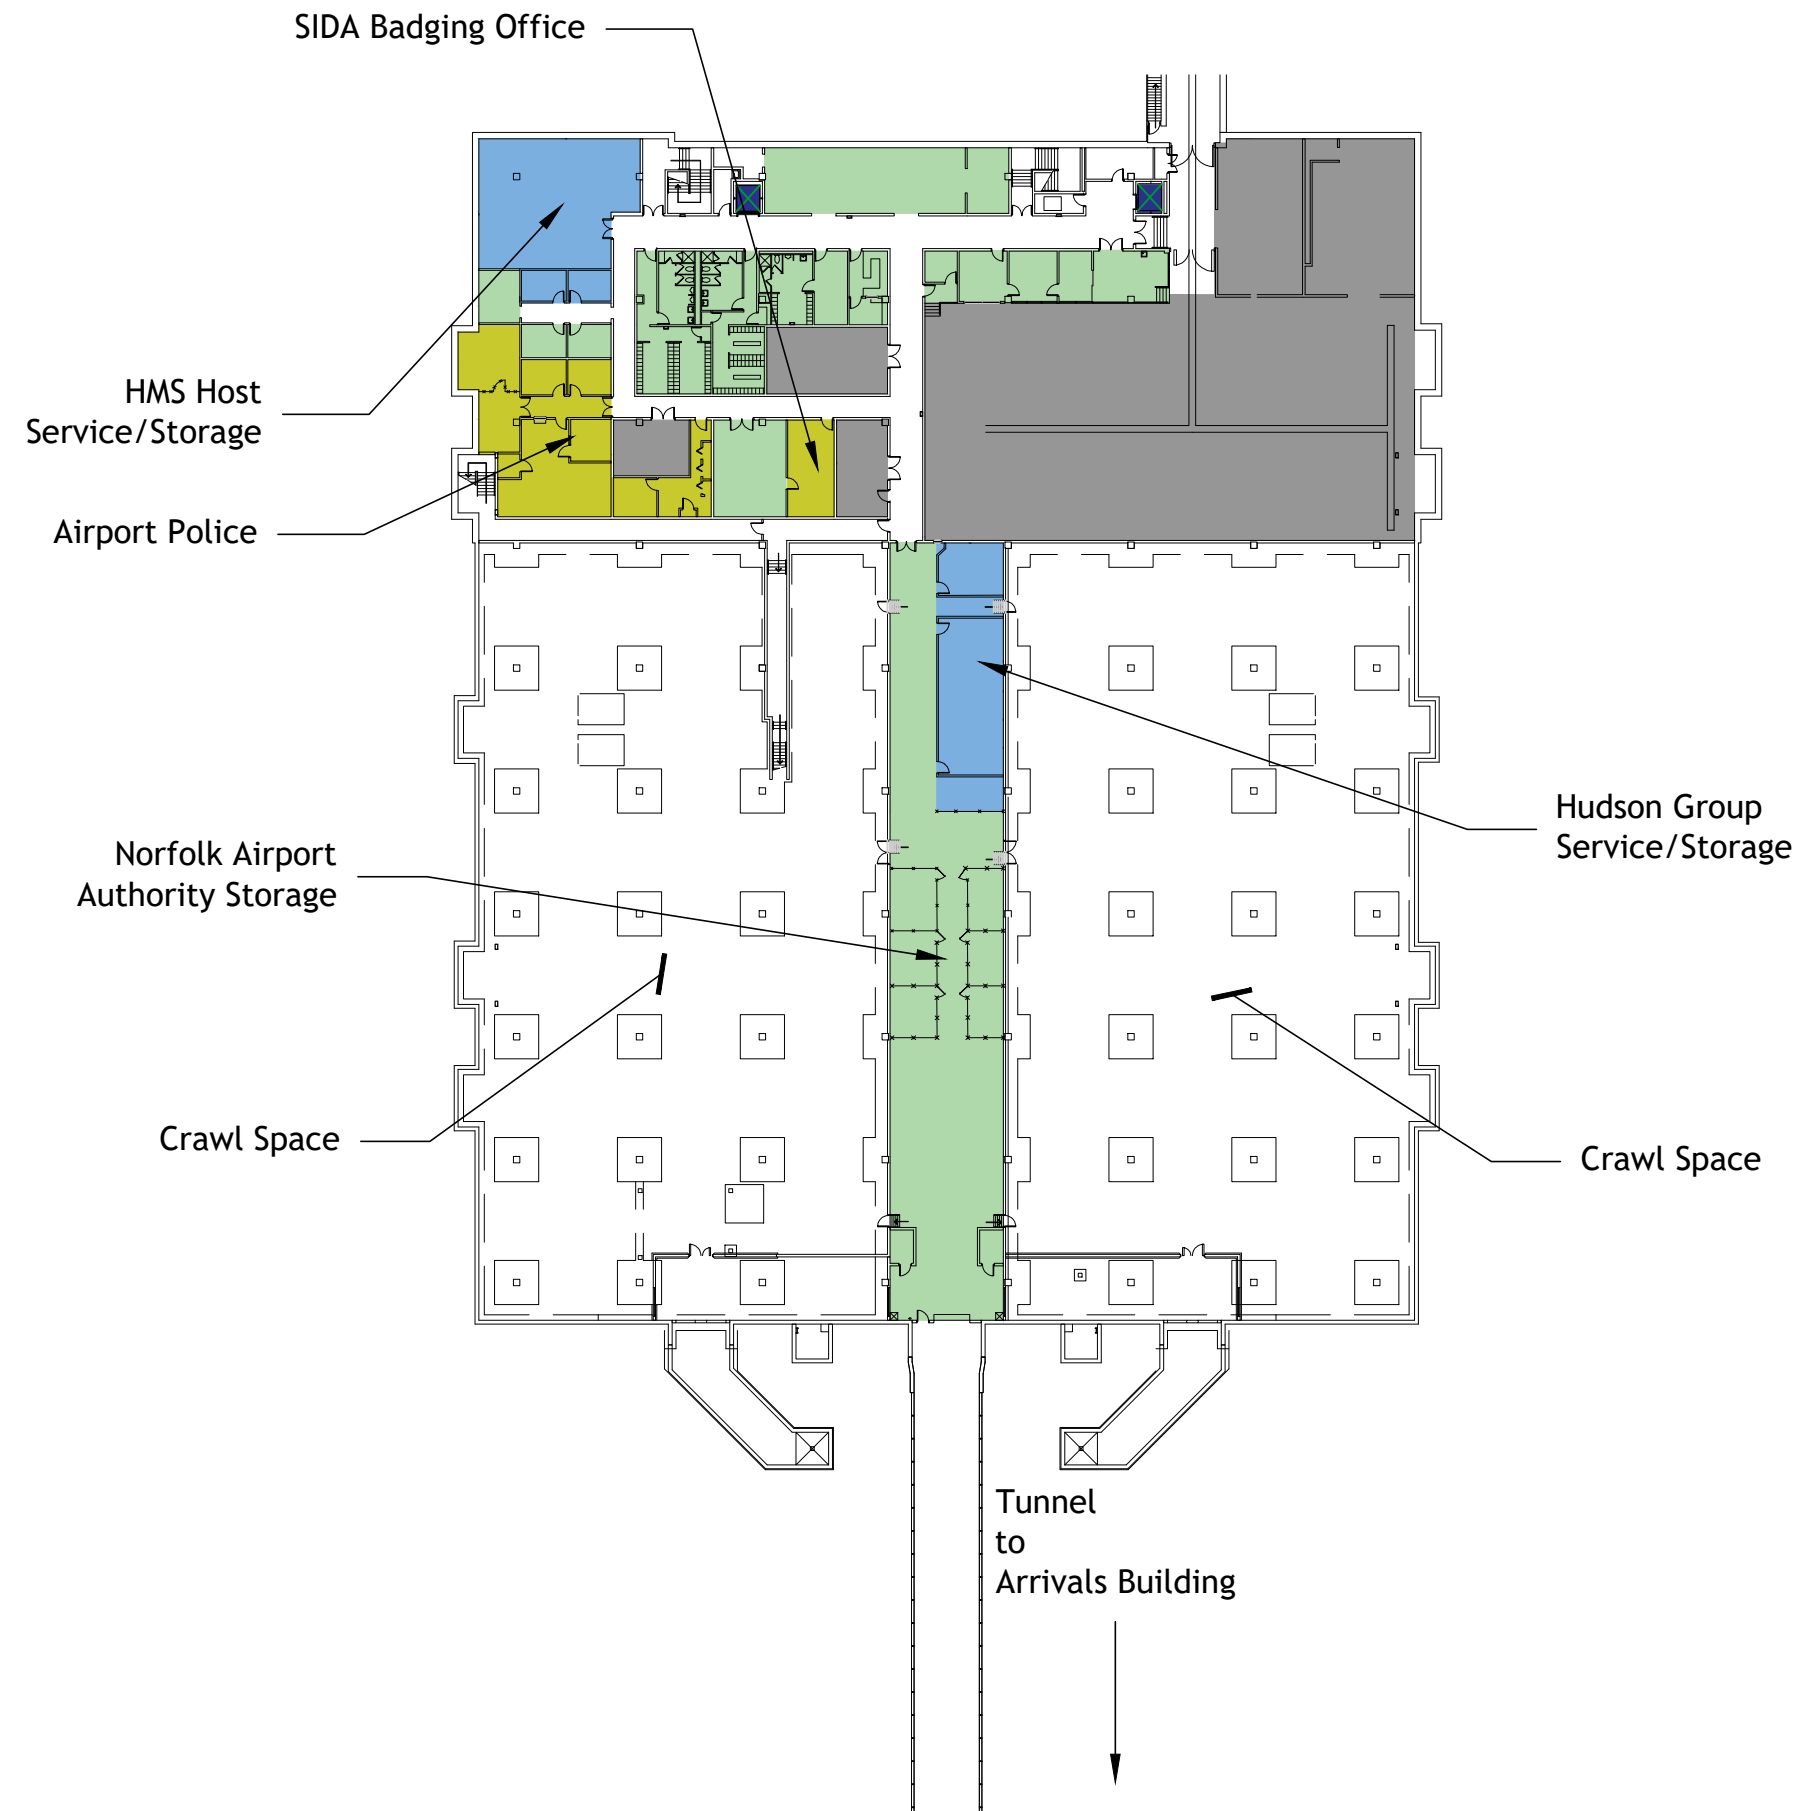 SIDA Badging Office
HMS Host
Service/Storage
Airport Police
Hudson Group
Service/Storage
Norfolk Airport
Authority Storage
Crawl Space
Crawl Space
Tunnel
to
Arrivals Building